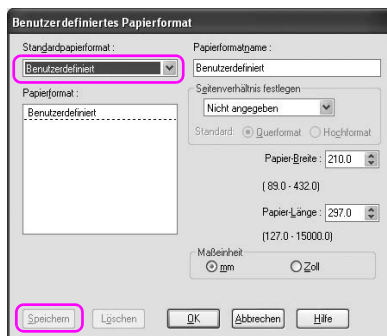 Benutzerdefiniertes Papierformat
Standardpapierformat :
Benutzerdefiniert
Papierformat :
Benutzerdefiniert
Papierformatname :
Benutzerdefiniert
Seitenverhältnis festlegen
Nicht angegeben
Standard: Querformat Hochformat
Papier-Breite : 210.0
( 89.0 - 432.0)
Papier-Länge : 297.0
(127.0 - 15000.0)
Maßeinheit
mm Zoll
Speichern Löschen OK Abbrechen Hilfe